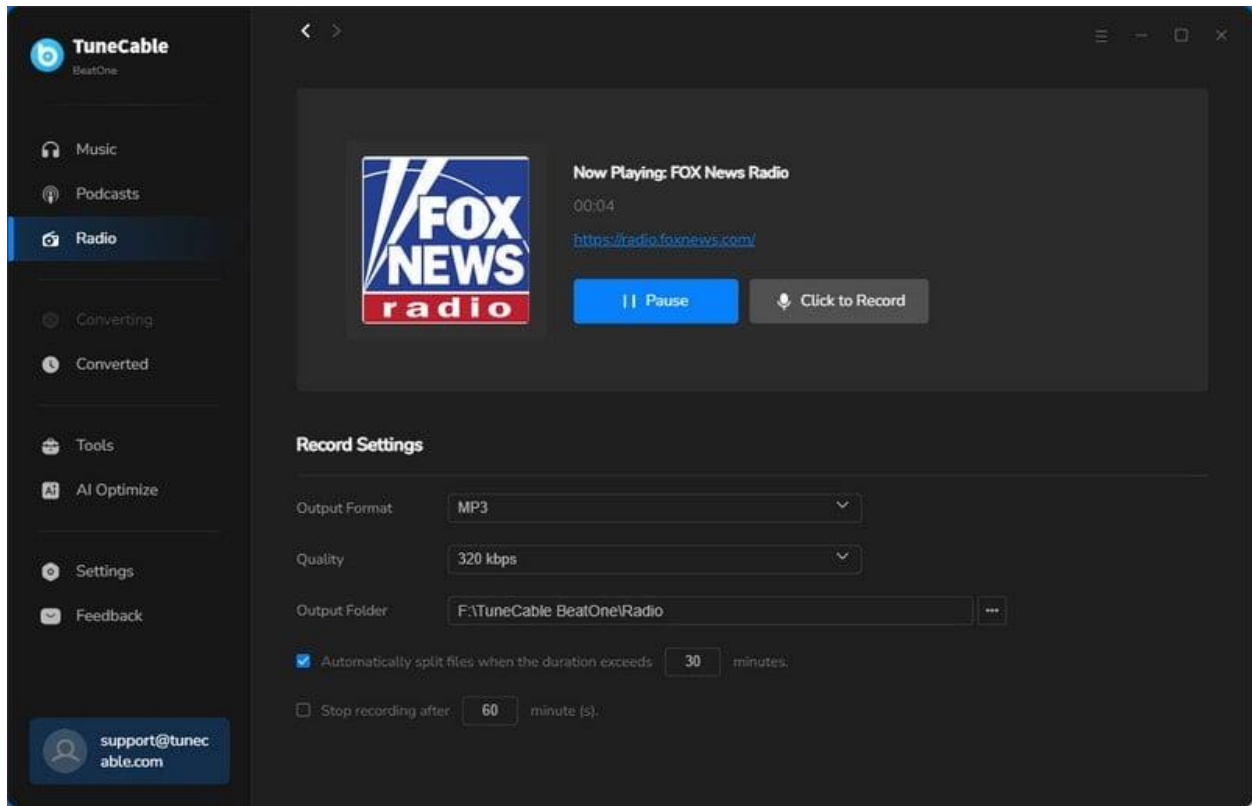 TuneCable
BeatOne
Music
Podcasts
Radio
Converting
Converted
Tools
Ai AI Optimize
Settings
Feedback
support@tunec
able.com
FOX
NEWS
radio
Now Playing: FOX News Radio
00:04
https://radio.foxnews.com/
Pause
Click to Record
Record Settings
Output Format MP3
Quality 320 kbps
Output Folder F:\TuneCable BeatOne\Radio
Automatically split files when the duration exceeds 30 minutes.
Stop recording after 60 minute (s).